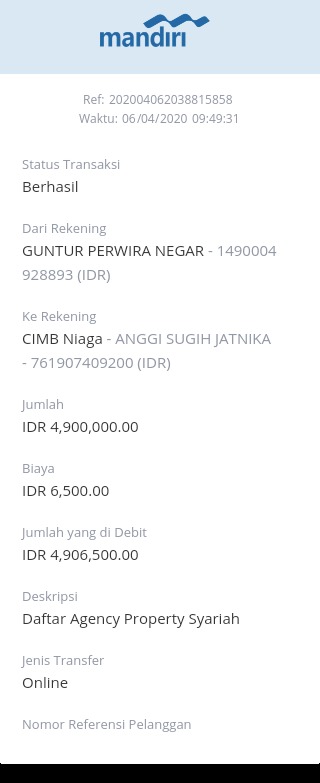 mandiri
Ref: 202004062038815858
Waktu: 06/04/2020 09:49:31
Status Transaksi
Berhasil
Dari Rekening
GUNTUR PERWIRA NEGAR - 1490004
928893 (IDR)
Ke Rekening
CIMB Niaga - ANGGI SUGIH JATNIKA
- 761907409200 (IDR)
Jumlah
IDR 4,900,000.00
Biaya
IDR 6,500.00
Jumlah yang di Debit
IDR 4,906,500.00
Deskripsi
Daftar Agency Property Syariah
Jenis Transfer
Online
Nomor Referensi Pelanggan